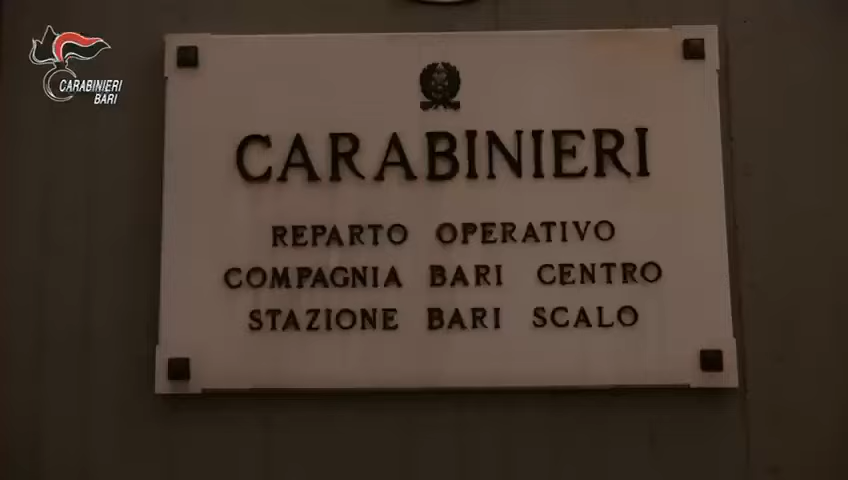 CARABINIERI
BARI
CARABINIERI
REPARTO OPERATIVO
COMPAGNIA BARI CENTRO
STAZIONE BARI SCALO